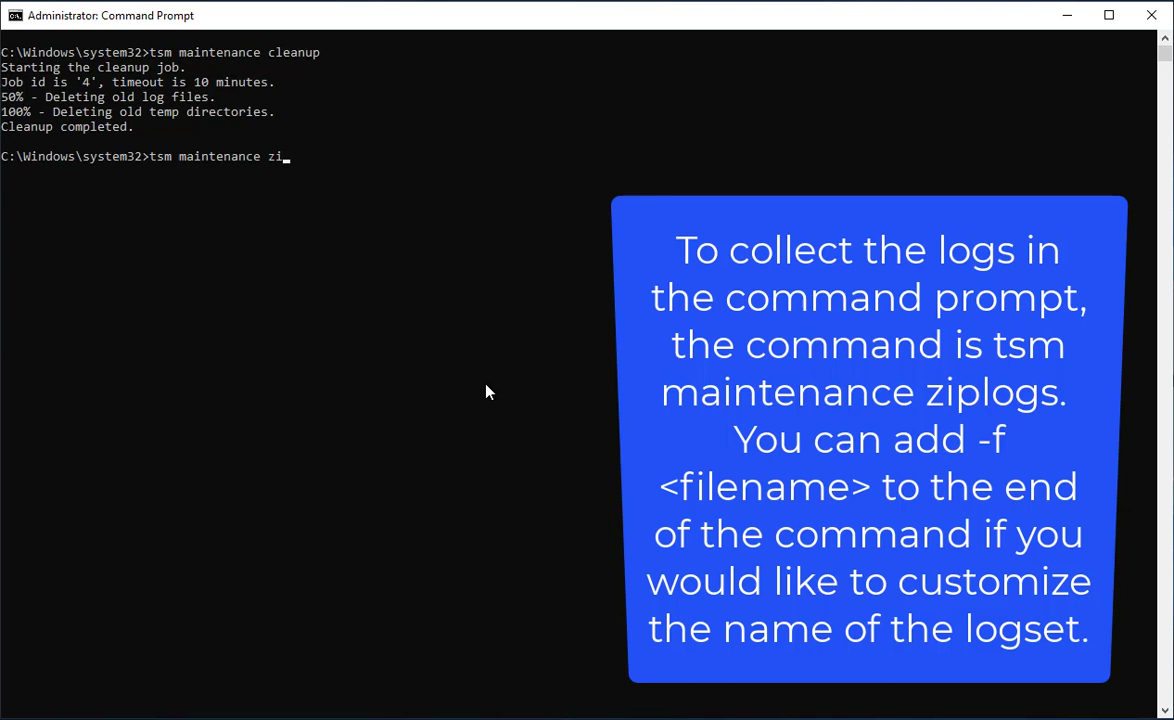 Administrator: Command Prompt
C:\Windows\system32>tsm maintenance cleanup
Starting the cleanup job.
Job id is '4', timeout is 10 minutes.
50% - Deleting old log files.
100% - Deleting old temp directories.
Cleanup completed.
C:\Windows\system32>tsm maintenance zi_
To collect the logs in
the command prompt,
the command is tsm
maintenance ziplogs.
You can add -f
<filename> to the end
of the command if you
would like to customize
the name of the logset.